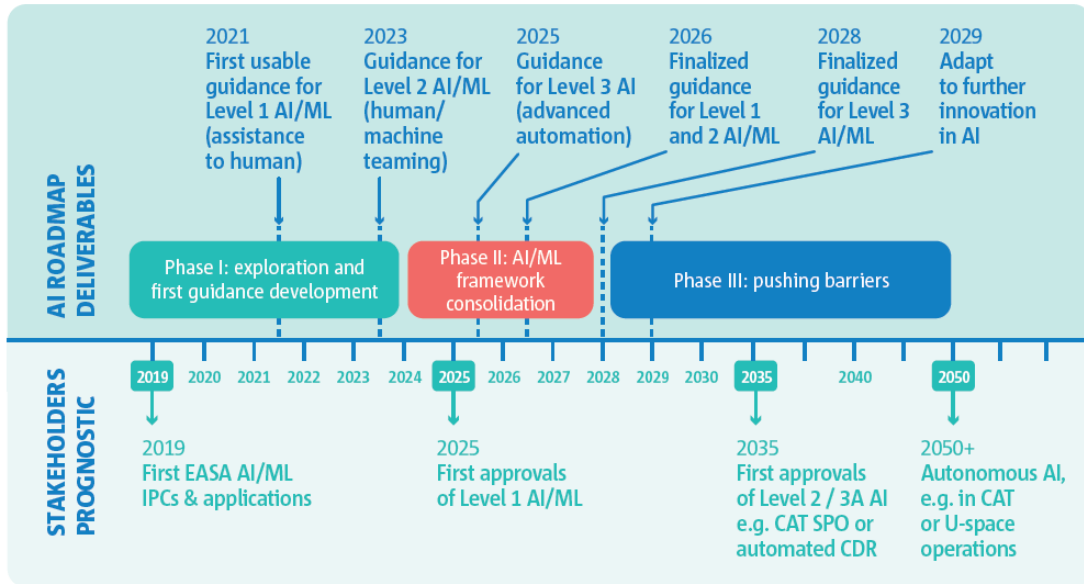 2021
First usable
guidance for
Level 1 AI/ML
(assistance
to human)
2023
Guidance for
Level 2 AI/ML
(human/
machine
teaming)
2025
Guidance
for Level 3 AI
(advanced
automation)
2026
Finalized
guidance
for Level 1
and 2 AI/ML
2028
Finalized
guidance
for Level 3
AI/ML
2029
Adapt
to further
innovation
in AI
AI ROADMAP
DELIVERABLES
Phase I: exploration and
first guidance development
Phase II: AI/ML
framework
consolidation
Phase III: pushing barriers
2019 2020 2021 2022 2023 2024 2025 2026 2027 2028 2029 2030 2035 2040 2050
STAKEHOLDERS
PROGNOSTIC
2019
First EASA AI/ML
IPCs & applications
2025
First approvals
of Level 1 AI/ML
2035
First approvals
of Level 2 / 3A AI
e.g. CAT SPO or
automated CDR
2050+
Autonomous AI,
e.g. in CAT
or U-space
operations